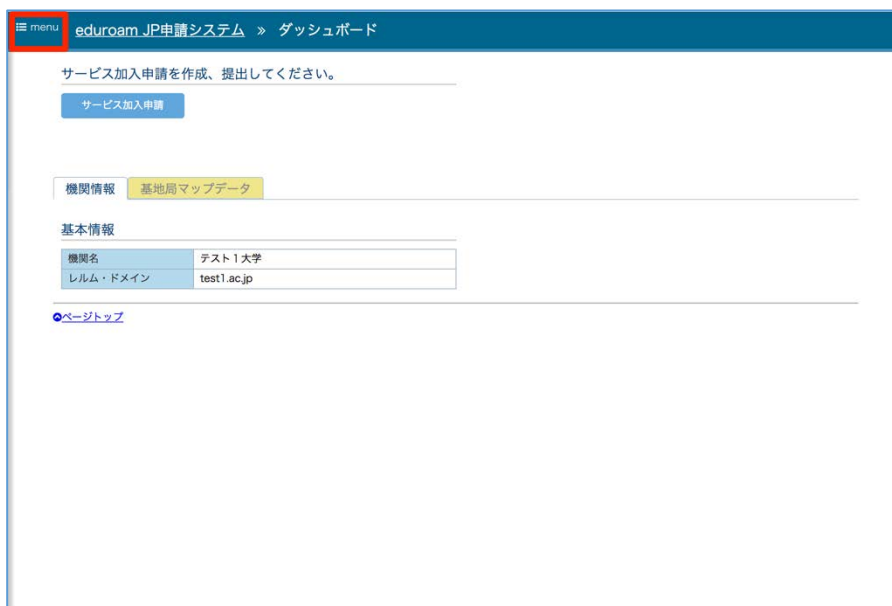 menu eduroam JP申請システム » ダッシュボード
サービス加入申請を作成、提出してください。
サービス加入申請
機関情報 基地局マップデータ
基本情報
機関名 テスト1大学
レルム・ドメイン test1.ac.jp
ページトップ